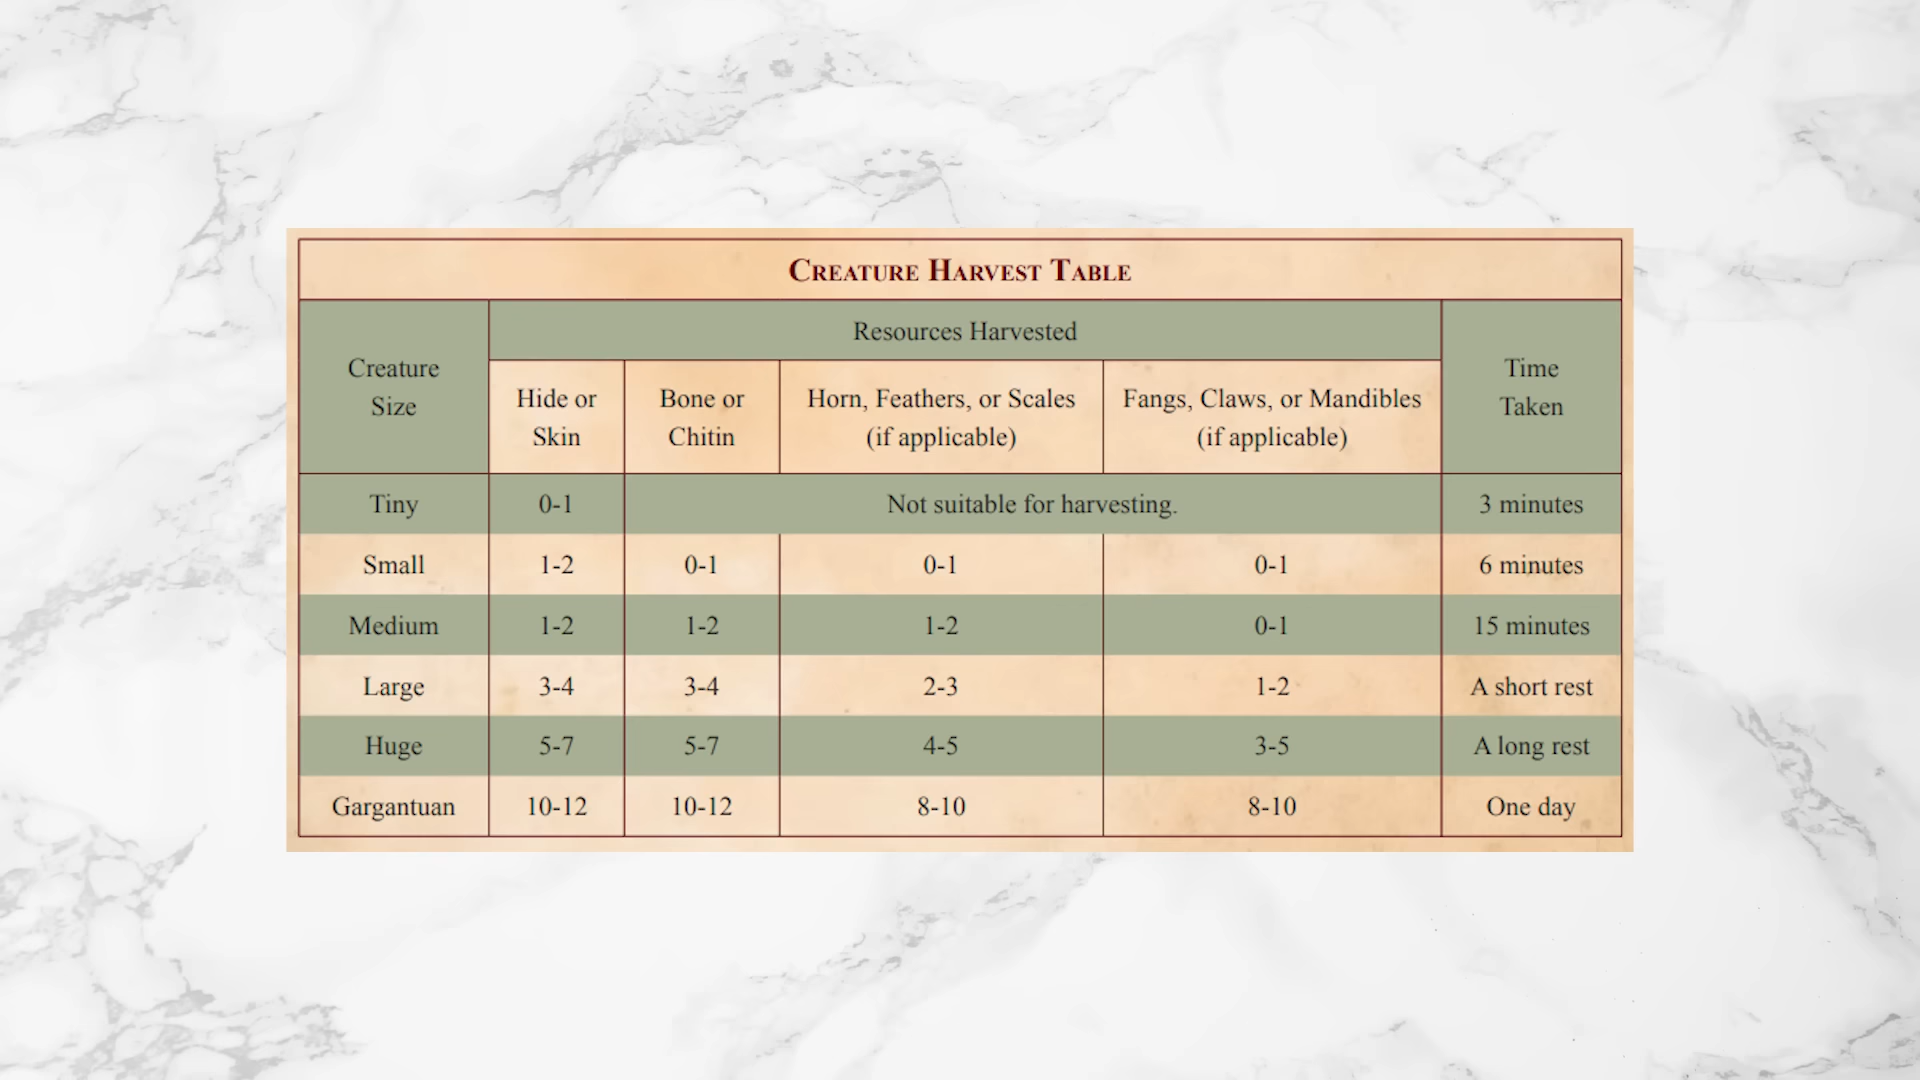 CREATURE HARVEST TABLE
Creature
Size
Resources Harvested
Time
Taken
Hide or
Skin
Bone or
Chitin
Horn, Feathers, or Scales
(if applicable)
Fangs, Claws, or Mandibles
(if applicable)
Tiny 0-1 Not suitable for harvesting. 3 minutes
Small 1-2 0-1 0-1 0-1 6 minutes
Medium 1-2 1-2 1-2 0-1 15 minutes
Large 3-4 3-4 2-3 1-2 A short rest
Huge 5-7 5-7 4-5 3-5 A long rest
Gargantuan 10-12 10-12 8-10 8-10 One day